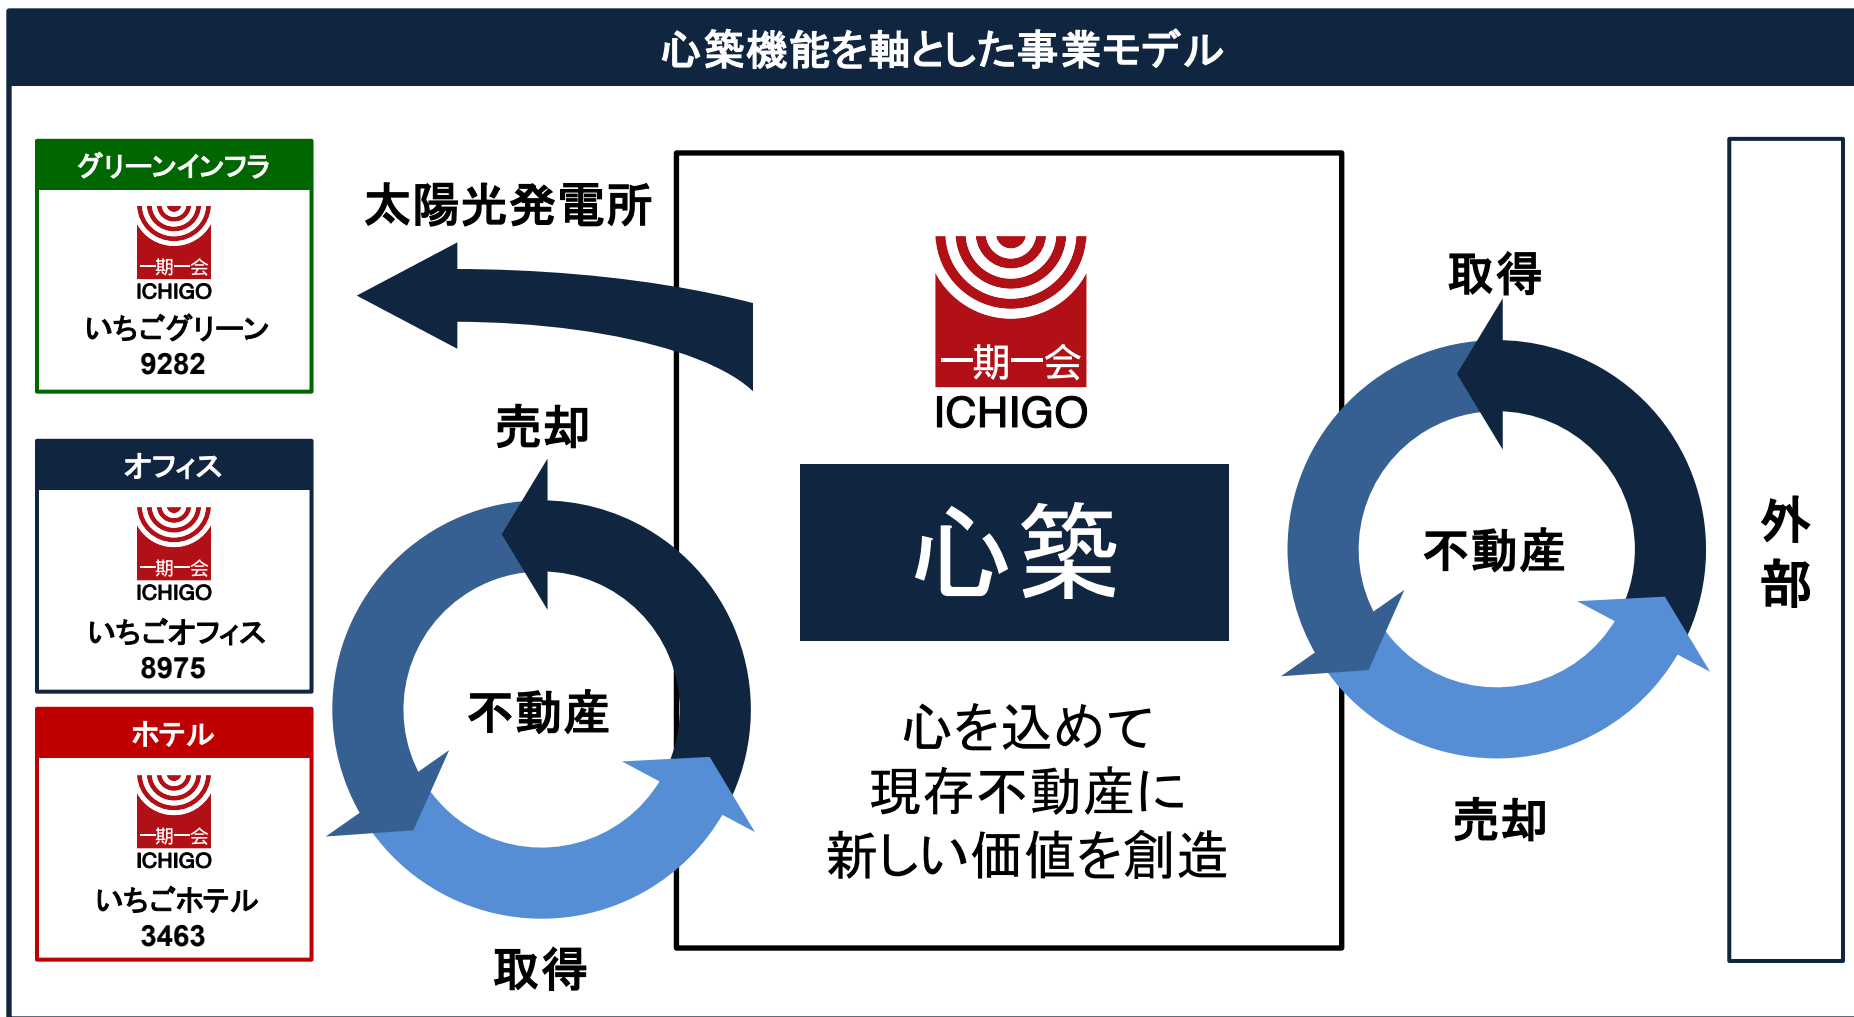 心築機能を軸とした事業モデル
グリーンインフラ
一期一会
ICHIGO
いちごグリーン
9282
オフィス
一期一会
ICHIGO
いちごオフィス
8975
ホテル
一期一会
ICHIGO
いちごホテル
3463
太陽光発電所
売却
不動産
取得
一期一会
ICHIGO
心築
心を込めて
現存不動産に
新しい価値を創造
取得
不動産
売却
外部